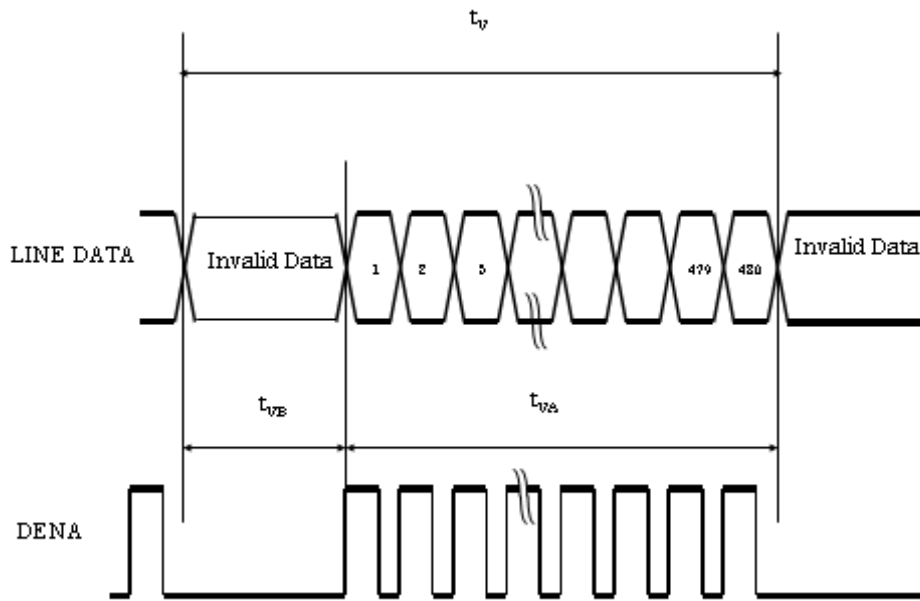 tV
LINE DATA
Invalid Data
1
2
3
479
480
Invalid Data
tVB
tVA
DENA